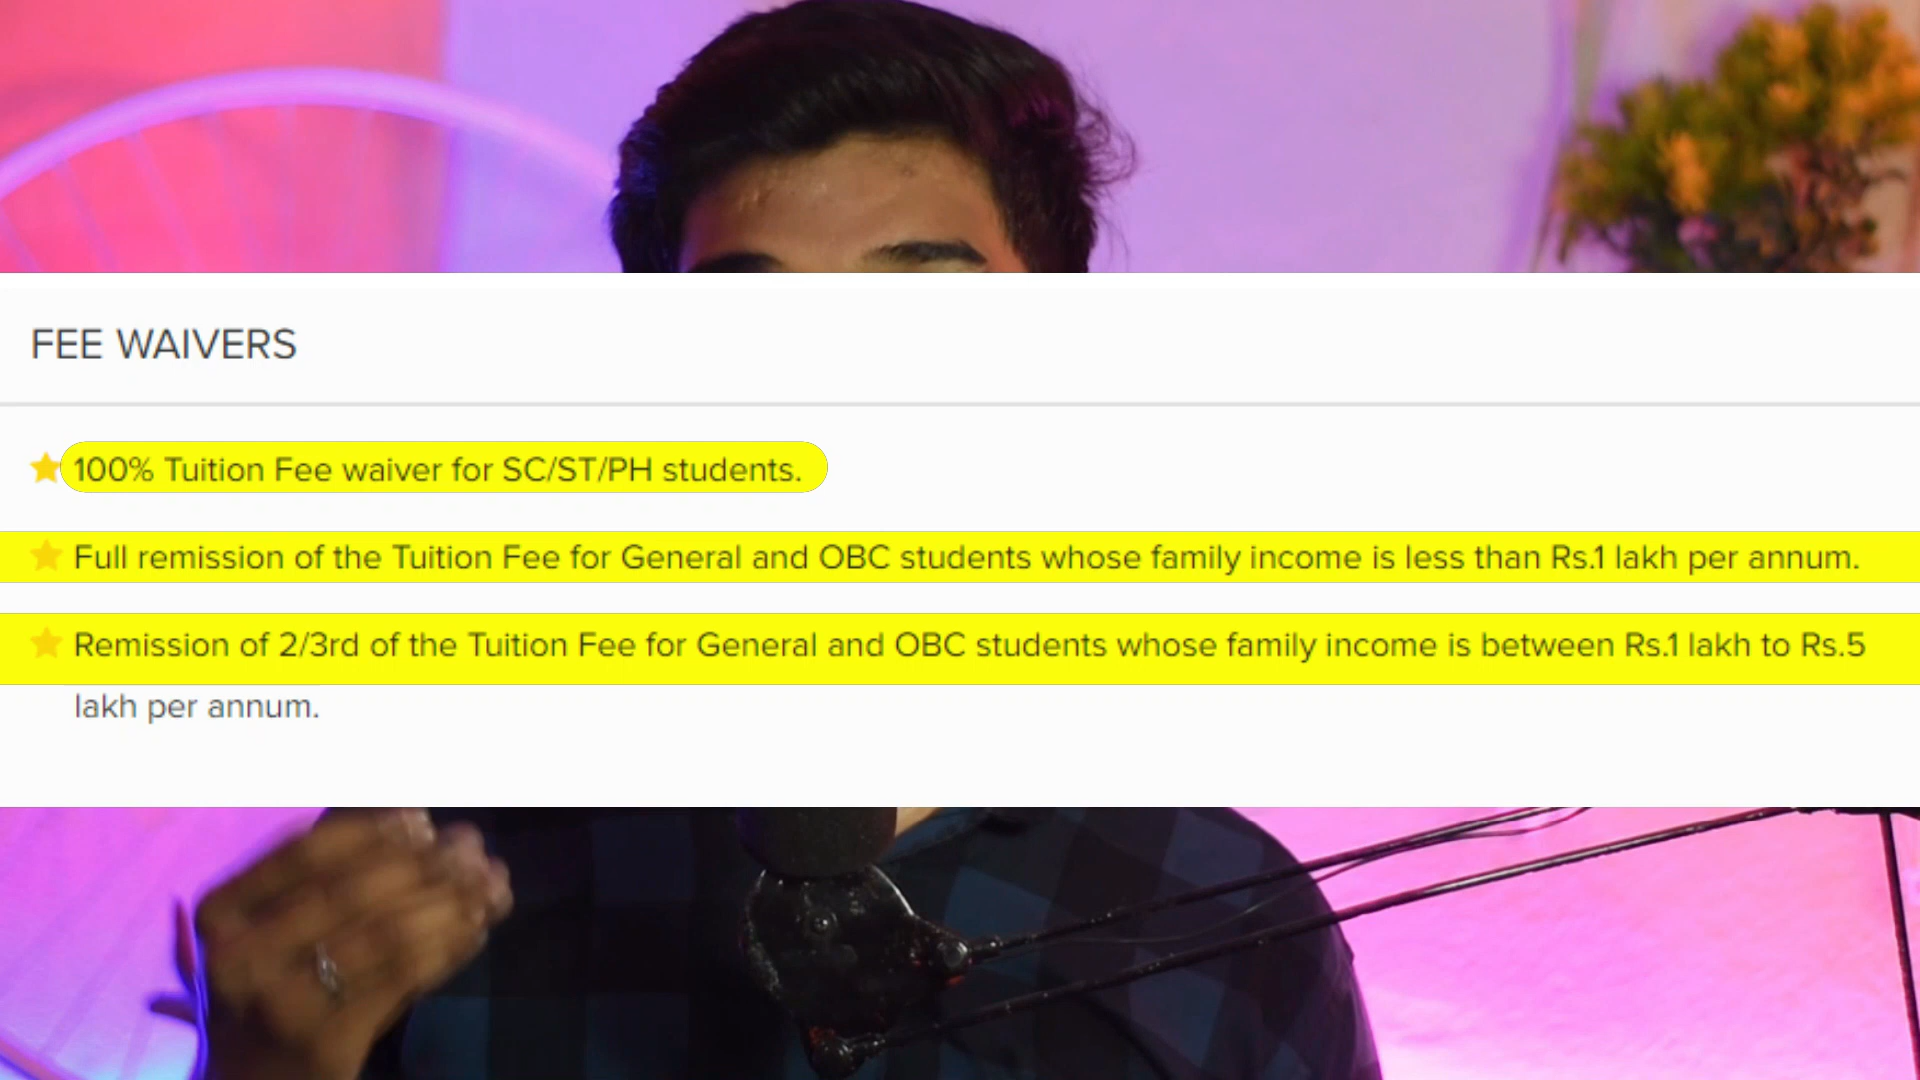 FEE WAIVERS
100% Tuition Fee waiver for SC/ST/PH students.
Full remission of the Tuition Fee for General and OBC students whose family income is less than Rs.1 lakh per annum.
Remission of 2/3rd of the Tuition Fee for General and OBC students whose family income is between Rs.1 lakh to Rs.5
lakh per annum.